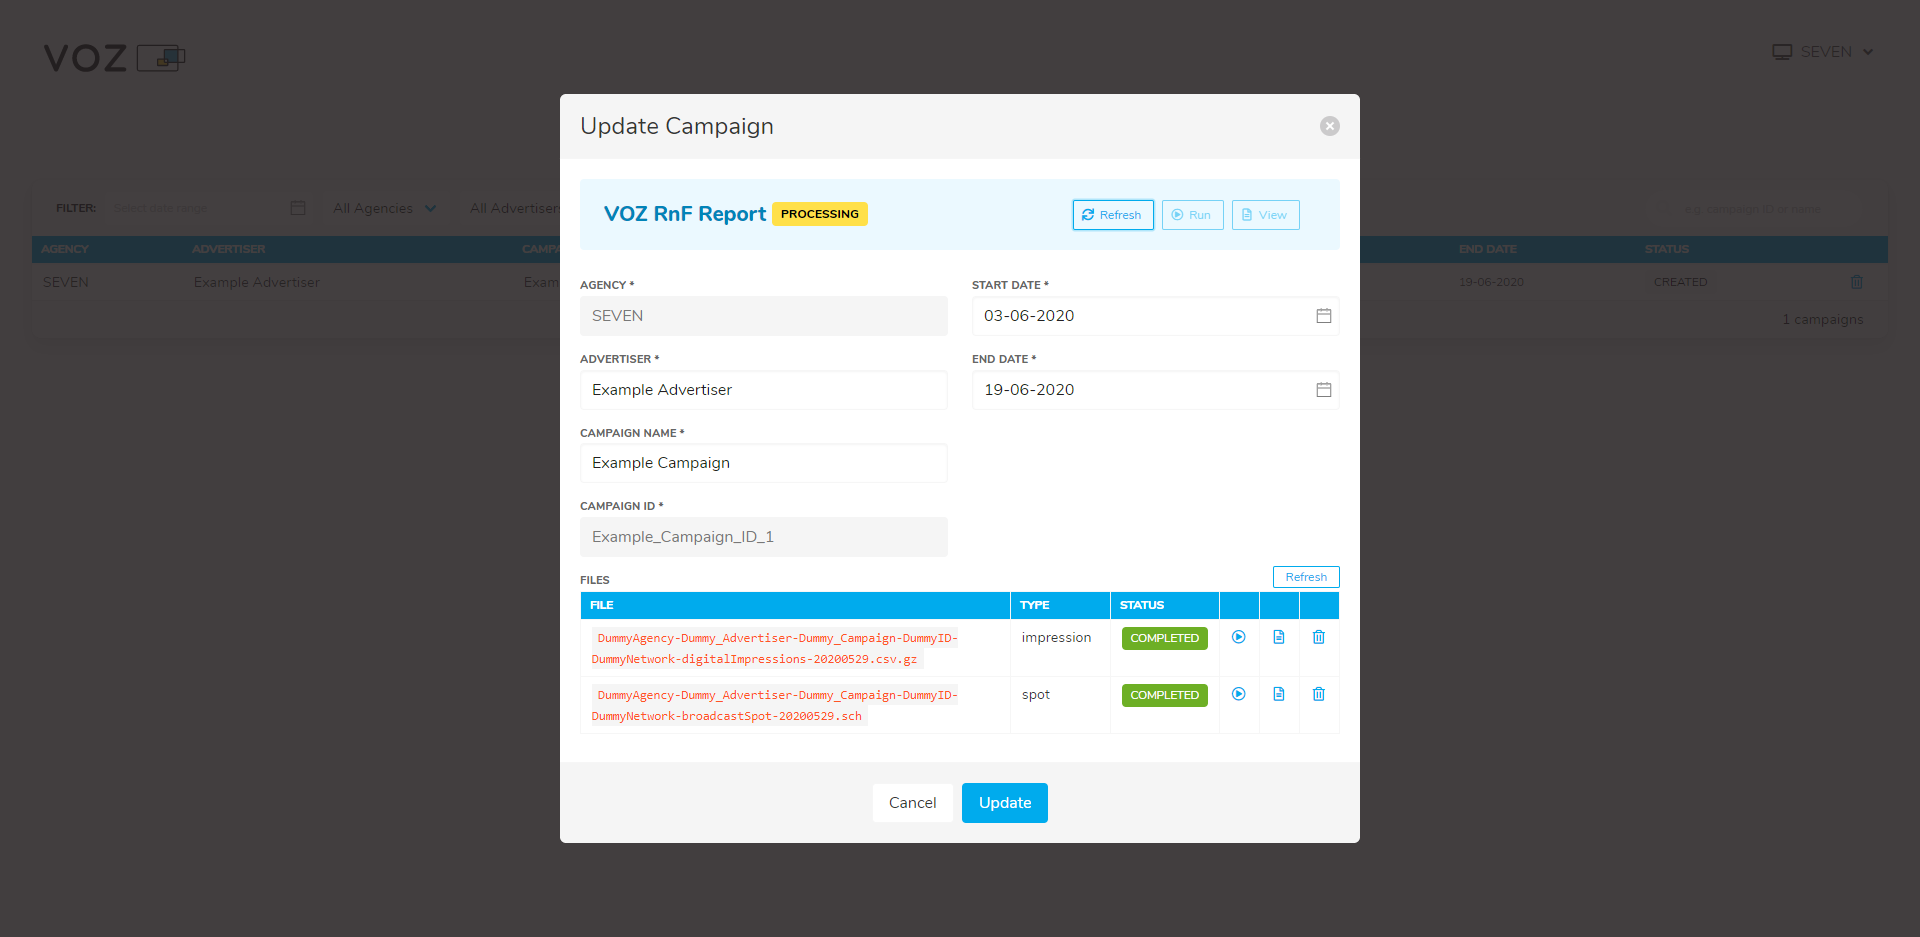 VOZ
SEVEN
Update Campaign
VOZ RnF Report PROCESSING Refresh Run View
FILTER: Select date range All Agencies All Advertisers
e.g. campaign ID or name
AGENCY ADVERTISER CAMPA END DATE STATUS
SEVEN Example Advertiser Exam 19-06-2020 CREATED
1 campaigns
AGENCY *
SEVEN
START DATE *
03-06-2020
ADVERTISER *
Example Advertiser
END DATE *
19-06-2020
CAMPAIGN NAME *
Example Campaign
CAMPAIGN ID *
Example_Campaign_ID_1
FILES Refresh
FILE TYPE STATUS
DummyAgency-Dummy_Advertiser-Dummy_Campaign-DummyID- impression COMPLETED
DummyNetwork-digitalImpressions-20200529.csv.gz
DummyAgency-Dummy_Advertiser-Dummy_Campaign-DummyID- spot COMPLETED
DummyNetwork-broadcastSpot-20200529.sch
Cancel Update